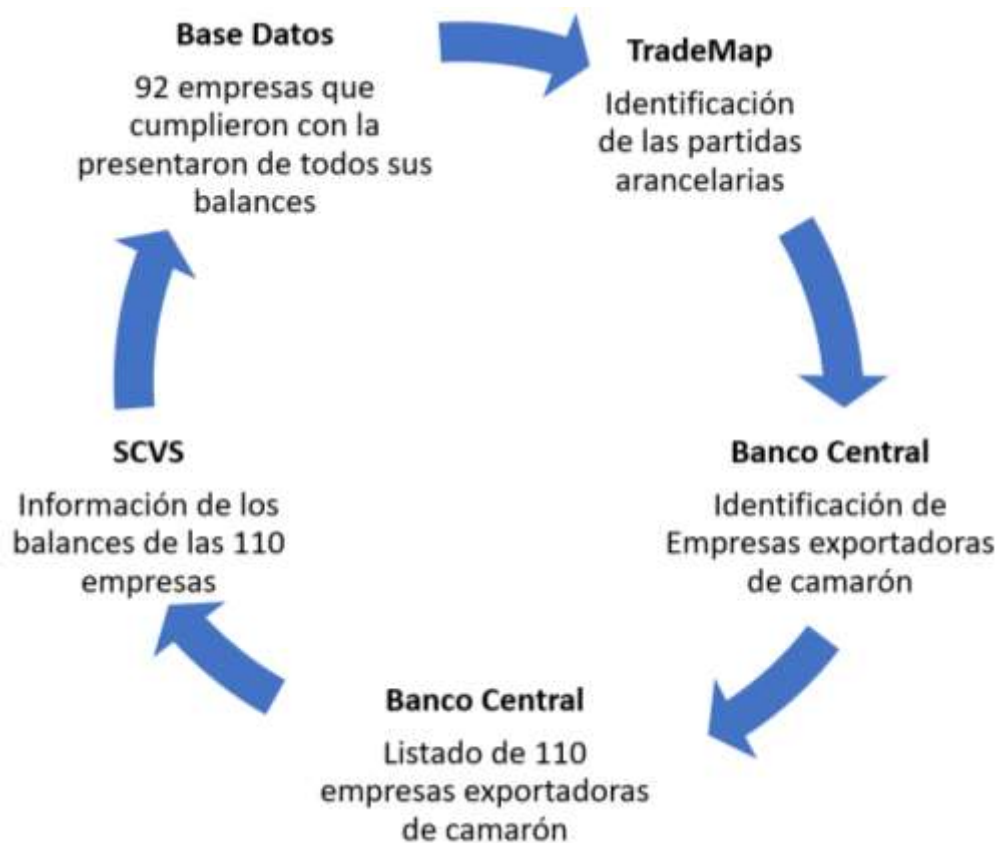 Base Datos
92 empresas que
cumplieron con la
presentaron de todos sus
balances
TradeMap
Identificación
de las partidas
arancelarias
Banco Central
Identificación de
Empresas exportadoras
de camarón
Banco Central
Listado de 110
empresas exportadoras
de camarón
SCVS
Información de los
balances de las 110
empresas